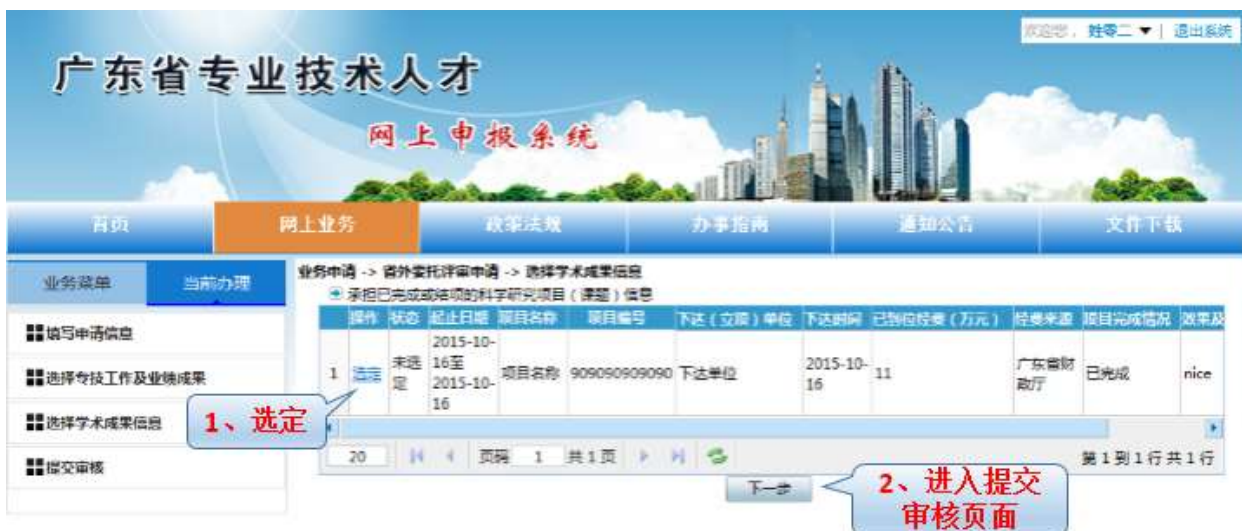 欢迎您，姓零二 ▼ | 退出系统
广东省专业技术人才
网上申报系统
首页 网上业务 政策法规 办事指南 通知公告 文件下载
业务菜单 当前办理
填写申请信息
选择专技工作及业绩成果
选择学术成果信息
提交审核
业务申请 -> 省外委托评审申请 -> 选择学术成果信息
承担已完成或结项的科学研究项目（课题）信息
操作 状态 起止日期 项目名称 项目编号 下达（立项）单位 下达时间 已到位经费（万元） 经费来源 项目完成情况 效果及
1 选定 未选定 2015-10-16至2015-10-16 项目名称 909090909090 下达单位 2015-10-16 11 广东省财政厅 已完成 nice
20 页码 1 共1页 第1到1行 共1行
下一步
1、选定
2、进入提交
审核页面